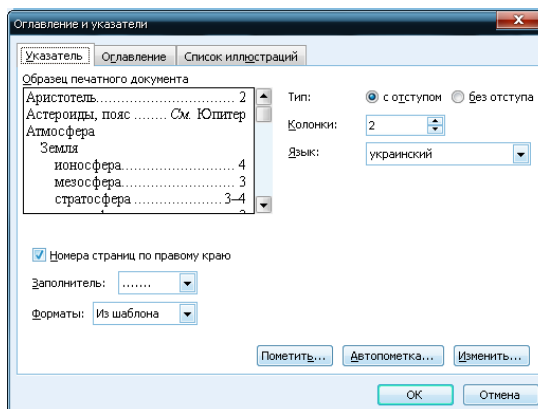 Оглавление и указатели
Указатель Оглавление Список иллюстраций
Образец печатного документа
Аристотель.................... 2
Астероиды, пояс ........ См. Юпитер
Атмосфера
Земля
ионосфера.................... 4
мезосфера.................... 3
стратосфера................ 3–4
Тип: с отступом без отступа
Колонки: 2
Язык: украинский
Номера страниц по правому краю
Заполнитель: .......
Форматы: Из шаблона
Пометить... Автопометка... Изменить...
ОК Отмена